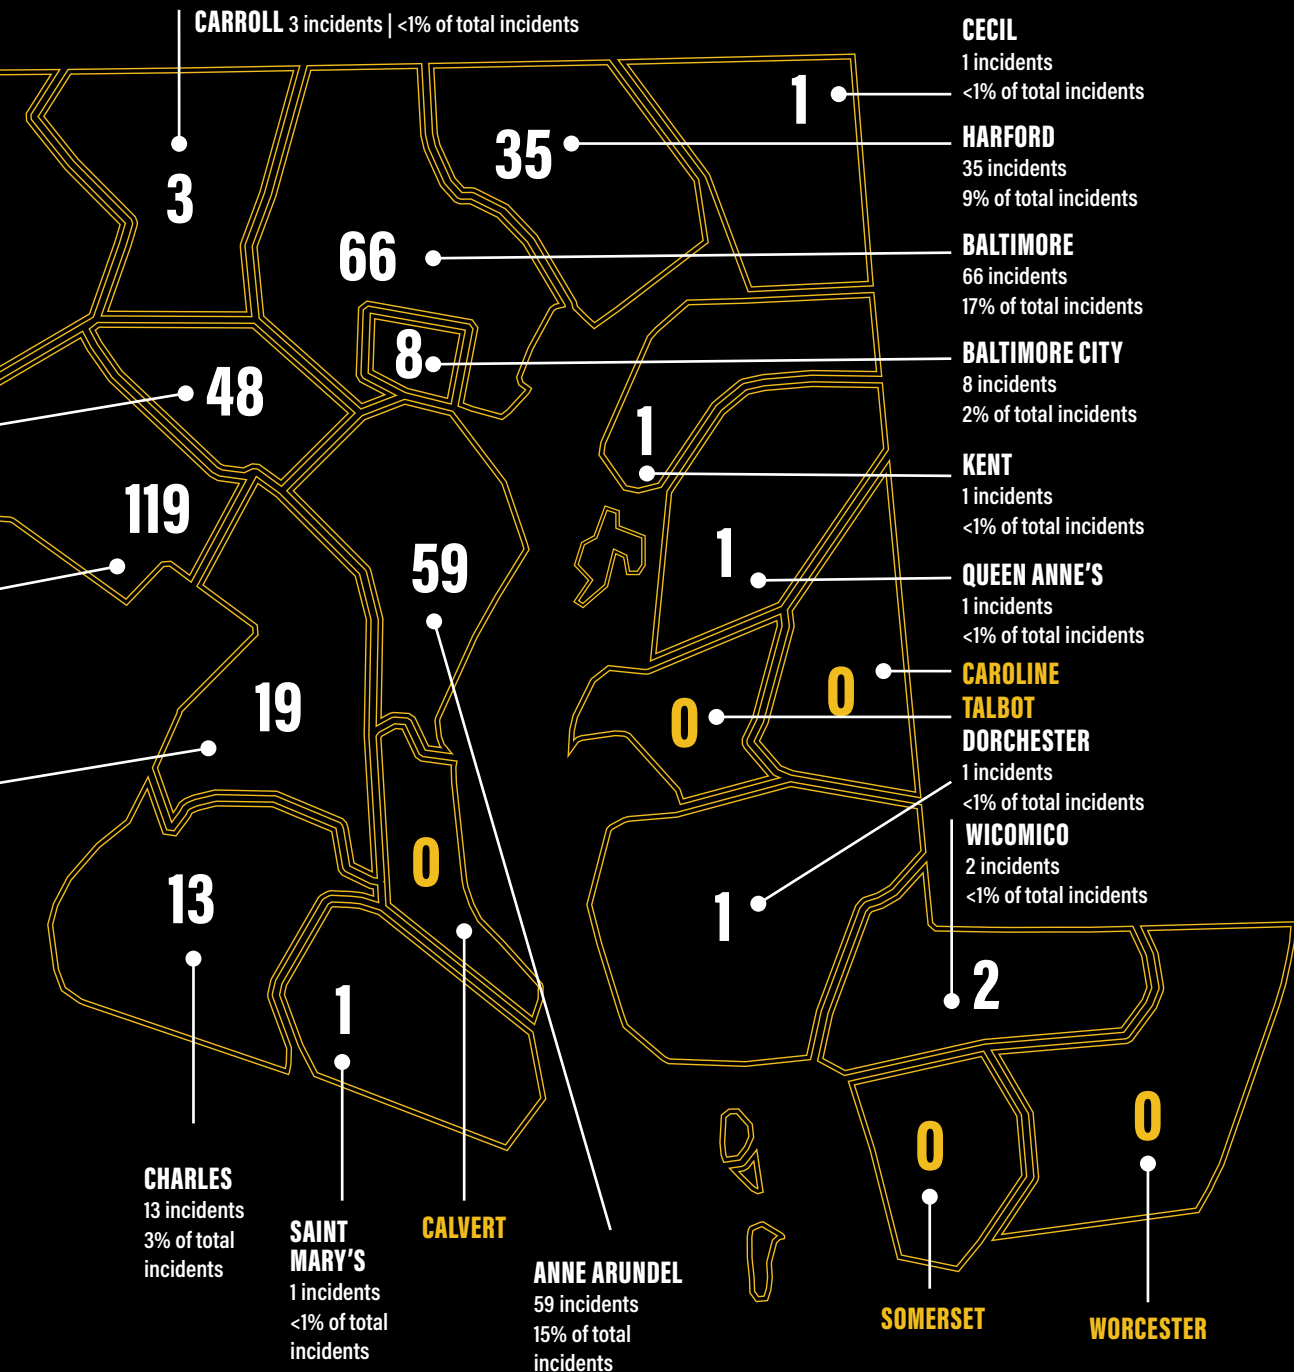 CARROLL 3 incidents | <1% of total incidents
CECIL
1 incidents
<1% of total incidents
1
HARFORD
35 incidents
9% of total incidents
35
3
BALTIMORE
66 incidents
17% of total incidents
66
BALTIMORE CITY
8 incidents
2% of total incidents
8
48
KENT
1 incidents
<1% of total incidents
1
119
QUEEN ANNE'S
1 incidents
<1% of total incidents
1
59
CAROLINE
0
TALBOT
0
19
DORCHESTER
1 incidents
<1% of total incidents
1
WICOMICO
2 incidents
<1% of total incidents
2
0
13
1
0
0
CHARLES
13 incidents
3% of total
incidents
SAINT
MARY'S
1 incidents
<1% of total
incidents
CALVERT
ANNE ARUNDEL
59 incidents
15% of total
incidents
SOMERSET
WORCESTER